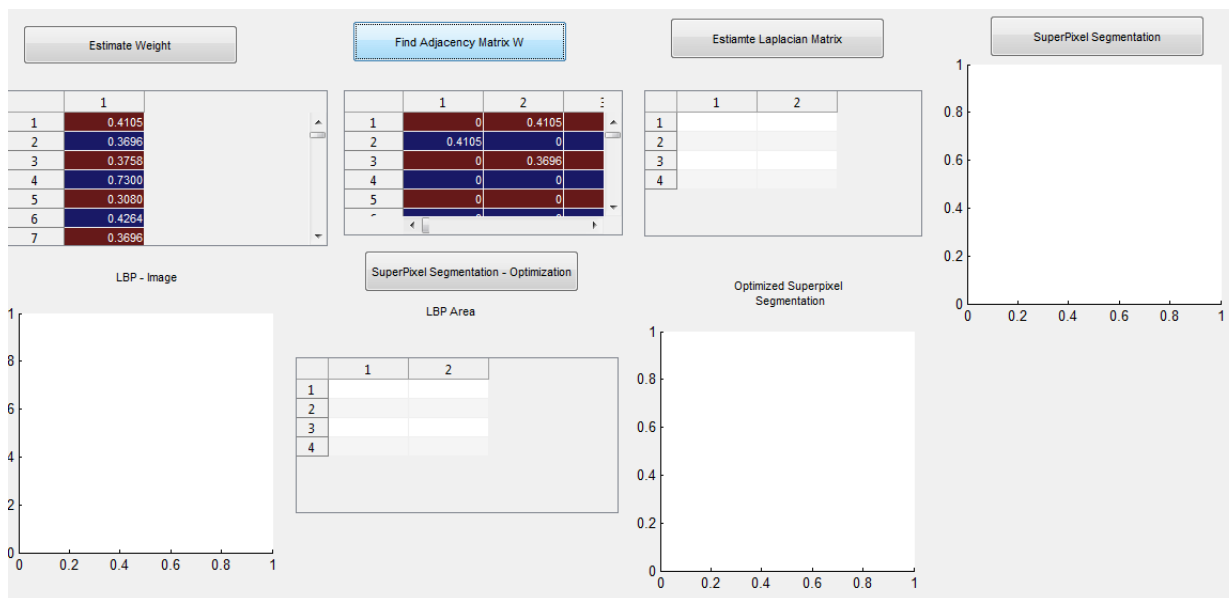 Estimate Weight
Find Adjacency Matrix W
Estiamte Laplacian Matrix
SuperPixel Segmentation
1
1 0.4105
2 0.3696
3 0.3758
4 0.7300
5 0.3080
6 0.4264
7 0.3696
1 2
1 0 0.4105
2 0.4105 0
3 0 0.3696
4 0 0
5 0 0
1 2
1
2
3
4
1
0.8
0.6
0.4
0.2
0
0 0.2 0.4 0.6 0.8 1
LBP - Image
SuperPixel Segmentation - Optimization
LBP Area
Optimized Superpixel
Segmentation
1
8
6
4
2
0
0 0.2 0.4 0.6 0.8 1
1 2
1
2
3
4
1
0.8
0.6
0.4
0.2
0
0 0.2 0.4 0.6 0.8 1